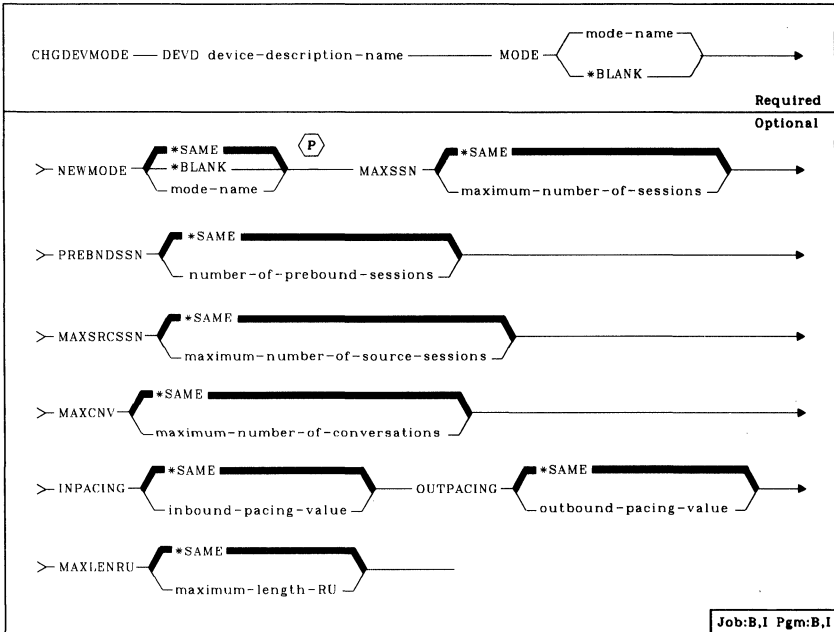 mode-name
CHGDEVMODE DEVD device-description-name MODE
*BLANK
Required
Optional
*SAME P *SAME
NEWMODE *BLANK MAXSSN
mode-name maximum-number-of-sessions
*SAME
PREBNDSSN
number-of-prebound-sessions
*SAME
MAXSRCSSN
maximum-number-of-source-sessions
*SAME
MAXCNV
maximum-number-of-conversations
*SAME *SAME
INPACING OUTPACING
inbound-pacing-value outbound-pacing-value
*SAME
MAXLENRU
maximum-length-RU
Job:B,I Pgm:B,I